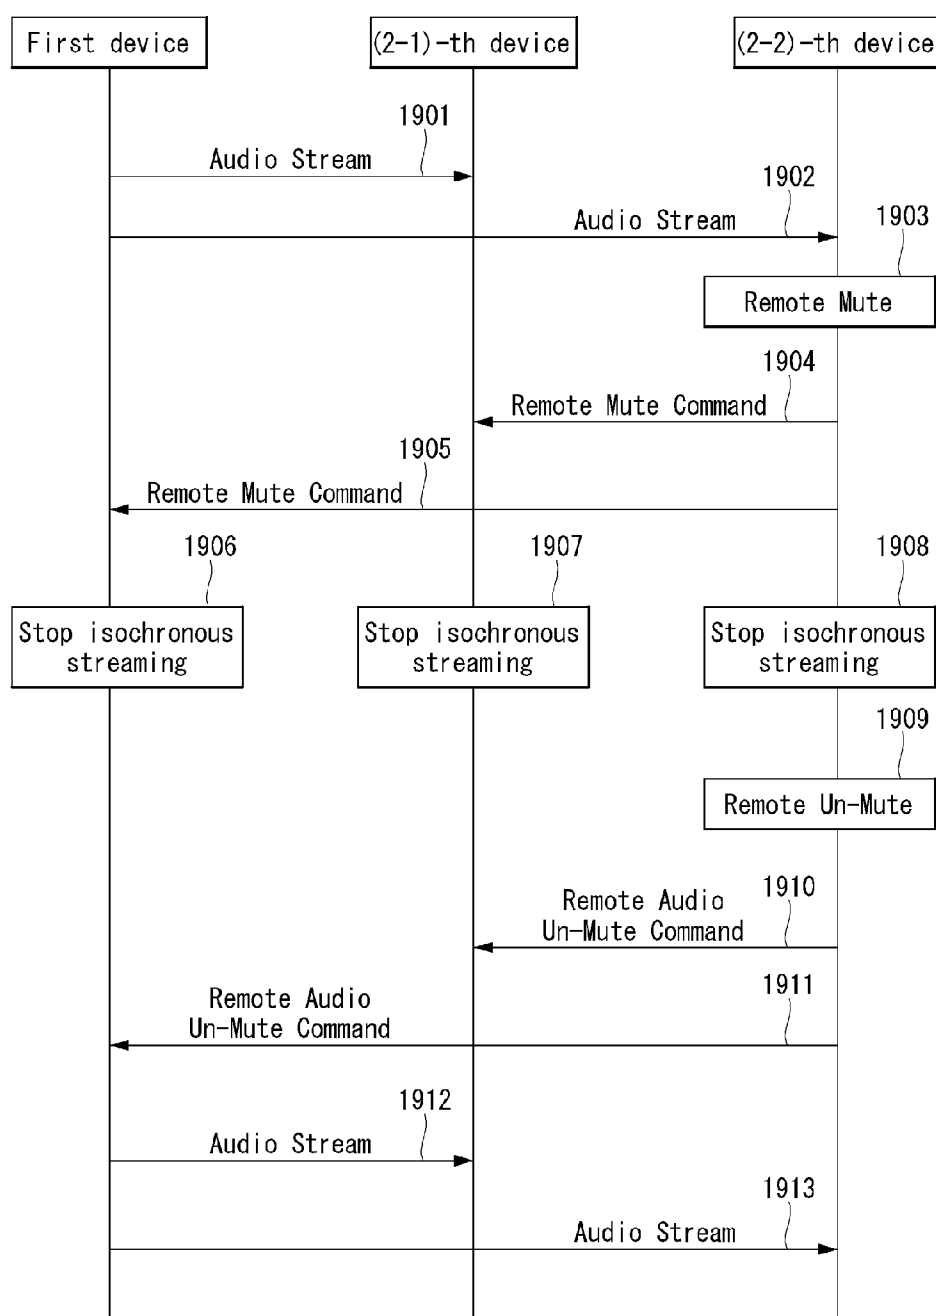 First device
(2-1)-th device
(2-2)-th device
1901
Audio Stream
1902
Audio Stream
1903
Remote Mute
1904
Remote Mute Command
1905
Remote Mute Command
1906
1907
1908
Stop isochronous
streaming
Stop isochronous
streaming
Stop isochronous
streaming
1909
Remote Un-Mute
1910
Remote Audio
Un-Mute Command
1911
Remote Audio
Un-Mute Command
1912
Audio Stream
1913
Audio Stream